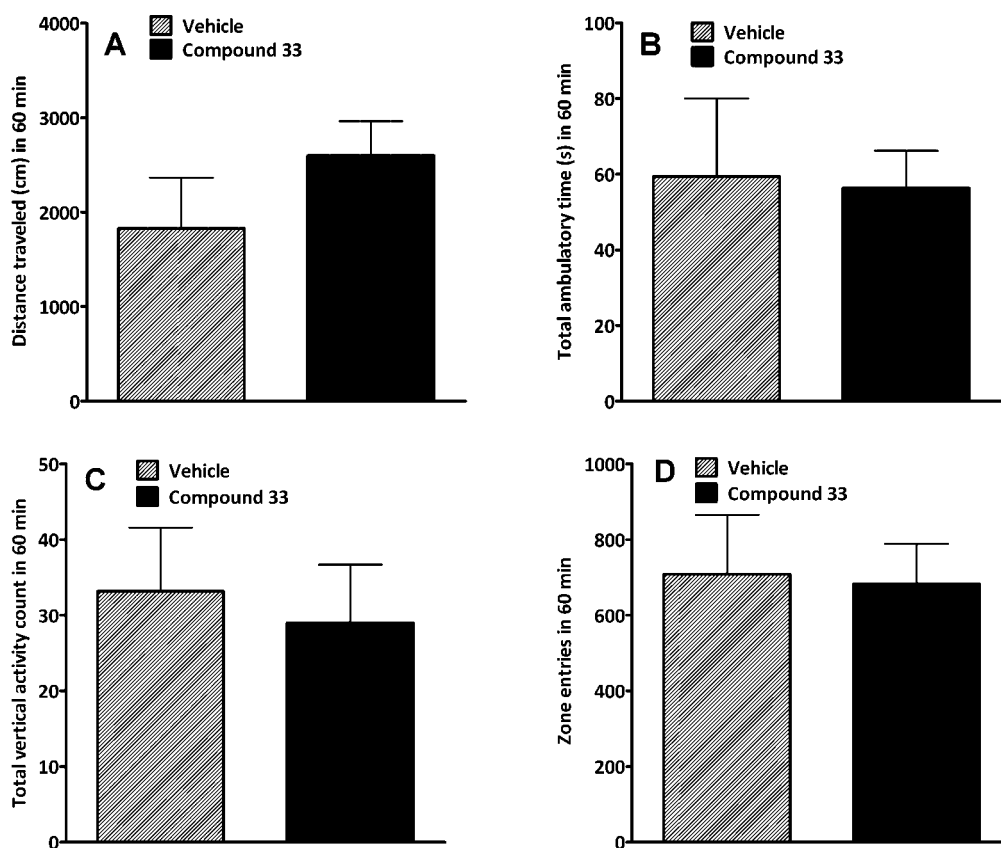 A
Vehicle
Compound 33
Distance traveled (cm) in 60 min
4000
3000
2000
1000
0
B
Vehicle
Compound 33
Total ambulatory time (s) in 60 min
100
80
60
40
20
0
C
Vehicle
Compound 33
Total vertical activity count in 60 min
50
40
30
20
10
0
D
Vehicle
Compound 33
Zone entries in 60 min
1000
800
600
400
200
0